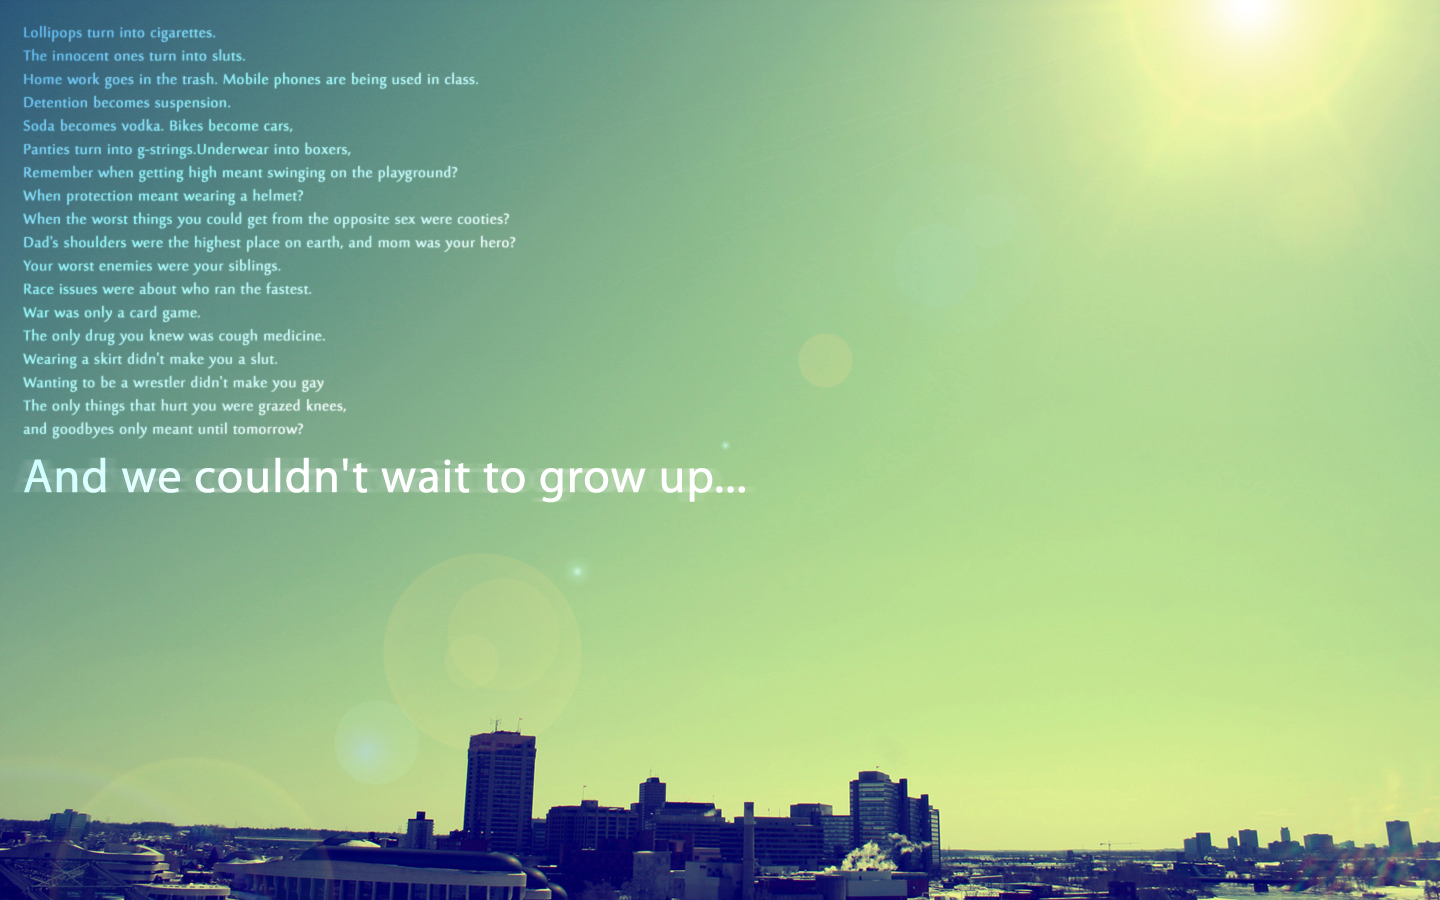 Lollipops turn into cigarettes.
The innocent ones turn into sluts.
Home work goes in the trash. Mobile phones are being used in class.
Detention becomes suspension.
Soda becomes vodka. Bikes become cars,
Panties turn into g-strings.Underwear into boxers,
Remember when getting high meant swinging on the playground?
When protection meant wearing a helmet?
When the worst things you could get from the opposite sex were cooties?
Dad's shoulders were the highest place on earth, and mom was your hero?
Your worst enemies were your siblings.
Race issues were about who ran the fastest.
War was only a card game.
The only drug you knew was cough medicine.
Wearing a skirt didn't make you a slut.
Wanting to be a wrestler didn't make you gay
The only things that hurt you were grazed knees,
and goodbyes only meant until tomorrow?
And we couldn't wait to grow up...